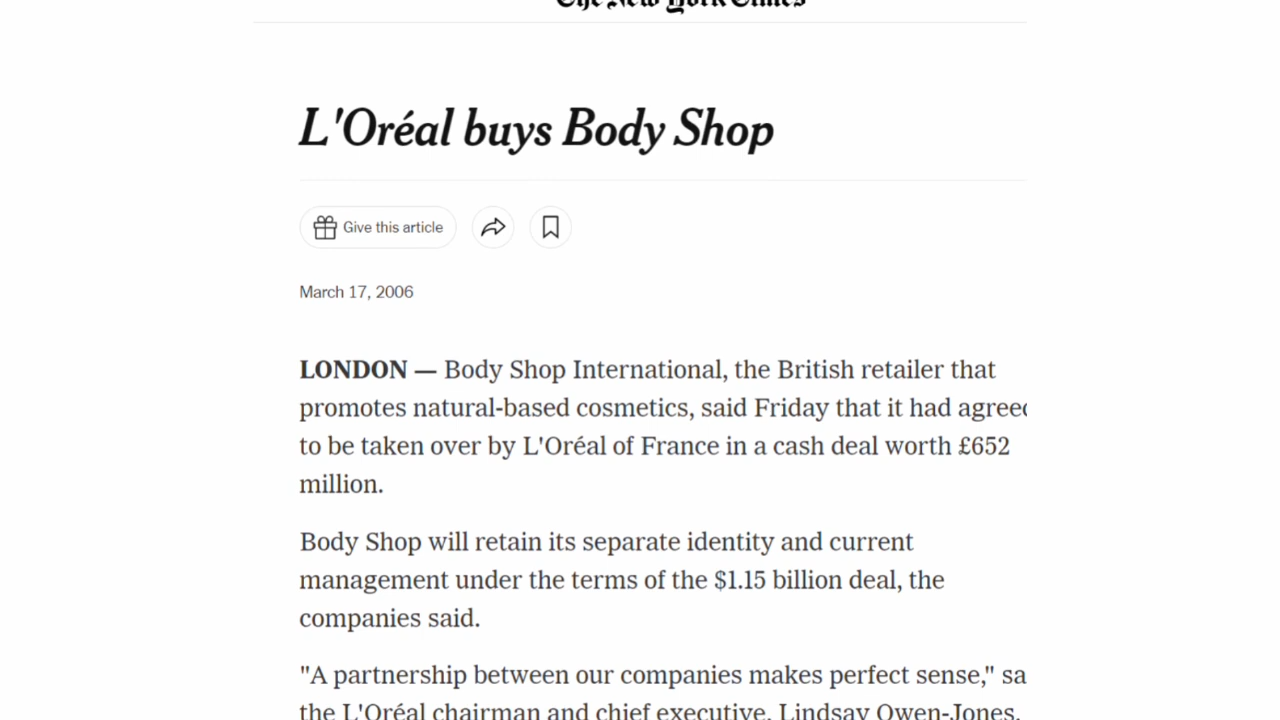 The New York Times
L'Oréal buys Body Shop
Give this article
March 17, 2006
LONDON — Body Shop International, the British retailer that
promotes natural-based cosmetics, said Friday that it had agreed
to be taken over by L'Oréal of France in a cash deal worth £652
million.
Body Shop will retain its separate identity and current
management under the terms of the $1.15 billion deal, the
companies said.
"A partnership between our companies makes perfect sense," sa
the L'Oréal chairman and chief executive, Lindsay Owen-Jones.